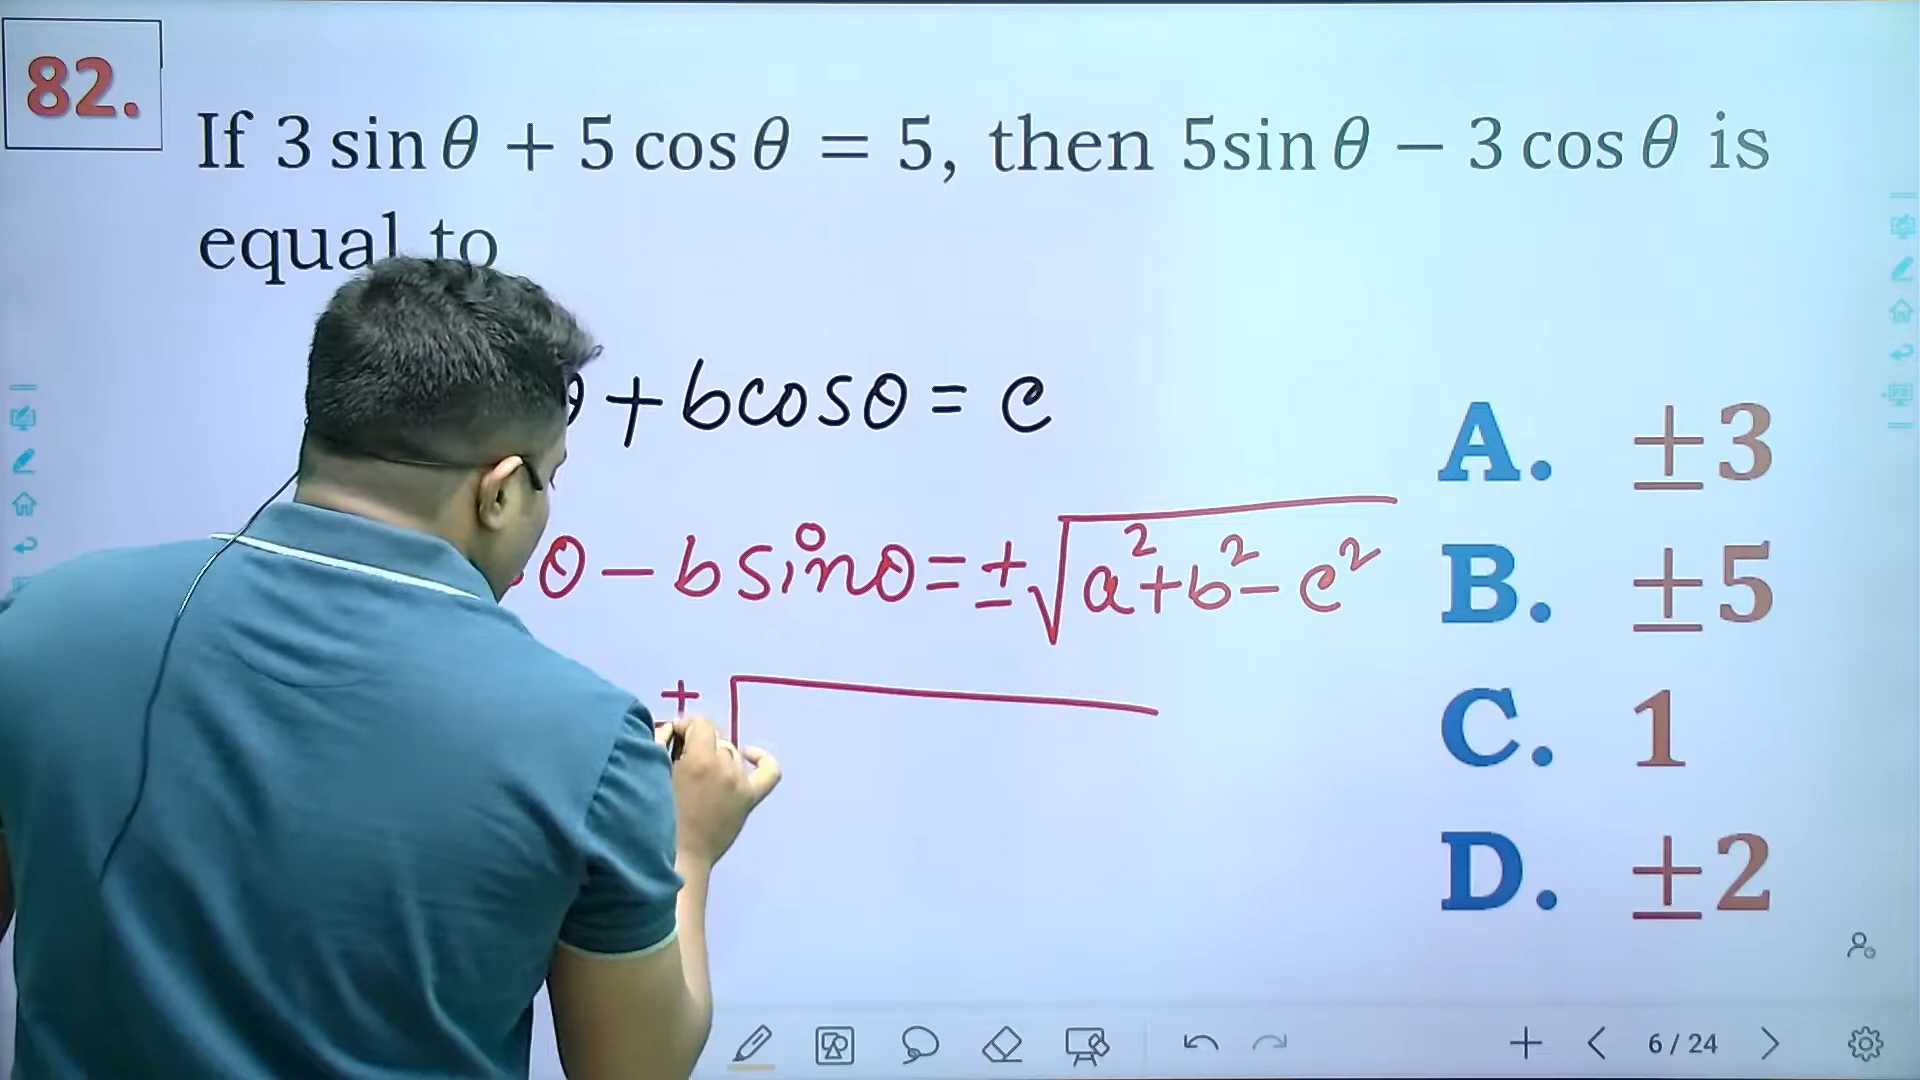 82.
If 3 sin θ + 5 cos θ = 5, then 5sin θ − 3 cos θ is
equal to
θ + bcosθ = c
θ − bsinθ = ±√a²+b²−c²
±√
A. ±3
B. ±5
C. 1
D. ±2
6 / 24